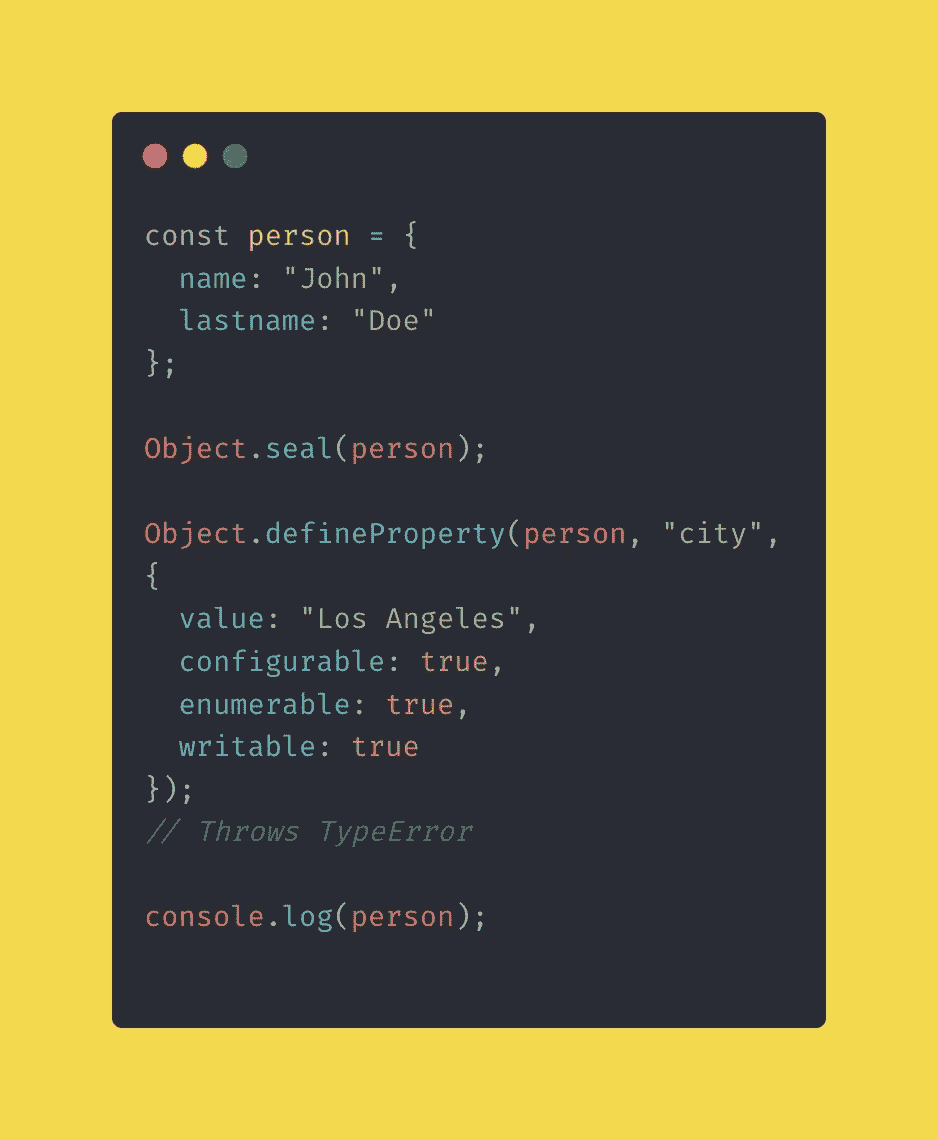 const person = {
  name: "John",
  lastname: "Doe"
};
Object.seal(person);
Object.defineProperty(person, "city",
{
  value: "Los Angeles",
  configurable: true,
  enumerable: true,
  writable: true
});
// Throws TypeError
console.log(person);